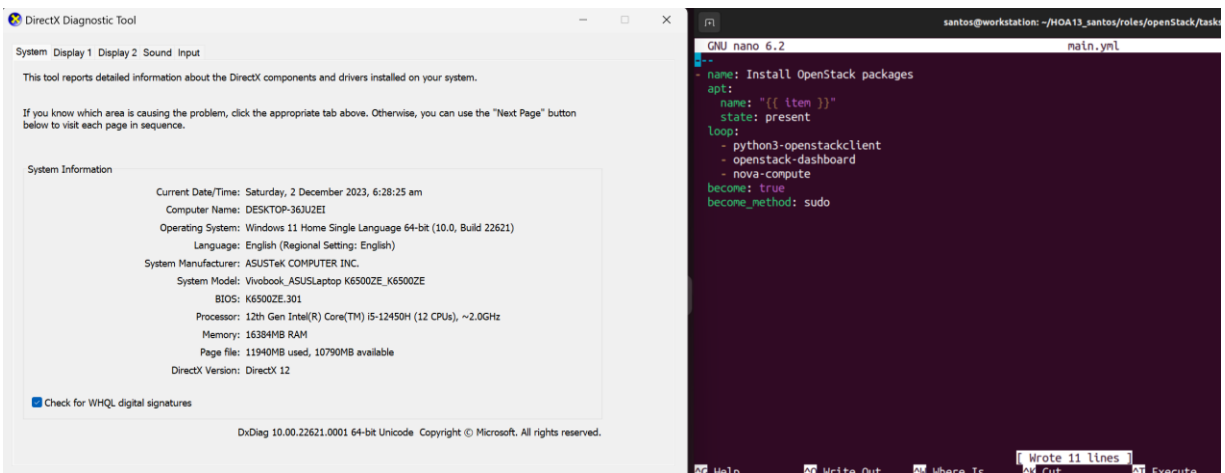 DirectX Diagnostic Tool
System Display 1 Display 2 Sound Input
This tool reports detailed information about the DirectX components and drivers installed on your system.
If you know which area is causing the problem, click the appropriate tab above. Otherwise, you can use the "Next Page" button
below to visit each page in sequence.
System Information
Current Date/Time: Saturday, 2 December 2023, 6:28:25 am
Computer Name: DESKTOP-36JU2EI
Operating System: Windows 11 Home Single Language 64-bit (10.0, Build 22621)
Language: English (Regional Setting: English)
System Manufacturer: ASUSTeK COMPUTER INC.
System Model: Vivobook_ASUSLaptop K6500ZE_K6500ZE
BIOS: K6500ZE.301
Processor: 12th Gen Intel(R) Core(TM) i5-12450H (12 CPUs), ~2.0GHz
Memory: 16384MB RAM
Page file: 11940MB used, 10790MB available
DirectX Version: DirectX 12
Check for WHQL digital signatures
DxDiag 10.00.22621.0001 64-bit Unicode Copyright © Microsoft. All rights reserved.
santos@workstation: ~/HOA13_santos/roles/openStack/tasks
GNU nano 6.2 main.yml
---
- name: Install OpenStack packages
apt:
name: "{{ item }}"
state: present
loop:
- python3-openstackclient
- openstack-dashboard
- nova-compute
become: true
become_method: sudo
[ Wrote 11 lines ]
^G Help ^O Write Out ^W Where Is ^K Cut ^T Execute